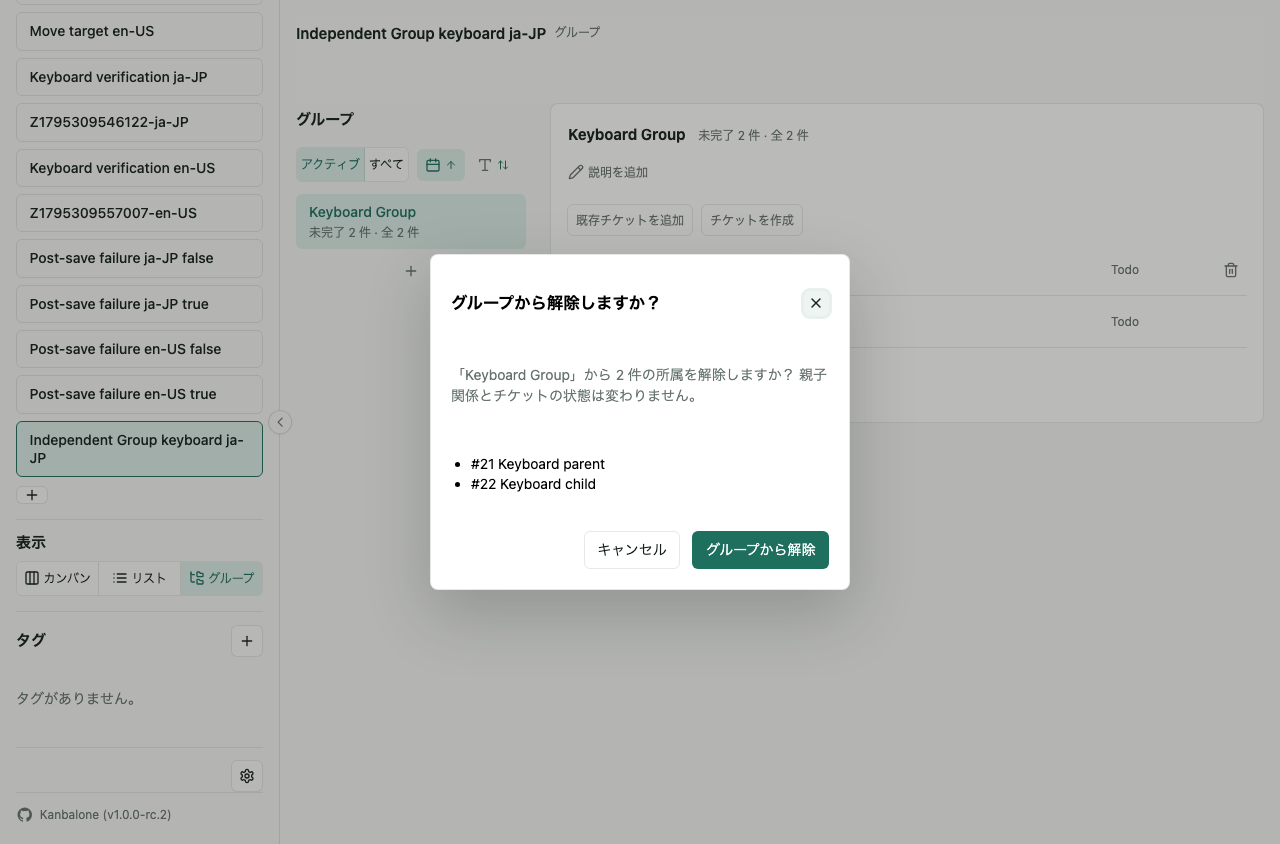 Move target en-US
Keyboard verification ja-JP
Z1795309546122-ja-JP
Keyboard verification en-US
Z1795309557007-en-US
Post-save failure ja-JP false
Post-save failure ja-JP true
Post-save failure en-US false
Post-save failure en-US true
Independent Group keyboard ja-
JP
表示
カンバン
リスト
グループ
タグ
タグがありません。
Kanbalone (v1.0.0-rc.2)
Independent Group keyboard ja-JP グループ
グループ
アクティブ
すべて
Keyboard Group
未完了 2 件 · 全 2 件
Keyboard Group 未完了 2 件 · 全 2 件
説明を追加
既存チケットを追加
チケットを作成
Todo
Todo
グループから解除しますか？
「Keyboard Group」から 2 件の所属を解除しますか？ 親子
関係とチケットの状態は変わりません。
#21 Keyboard parent
#22 Keyboard child
キャンセル
グループから解除